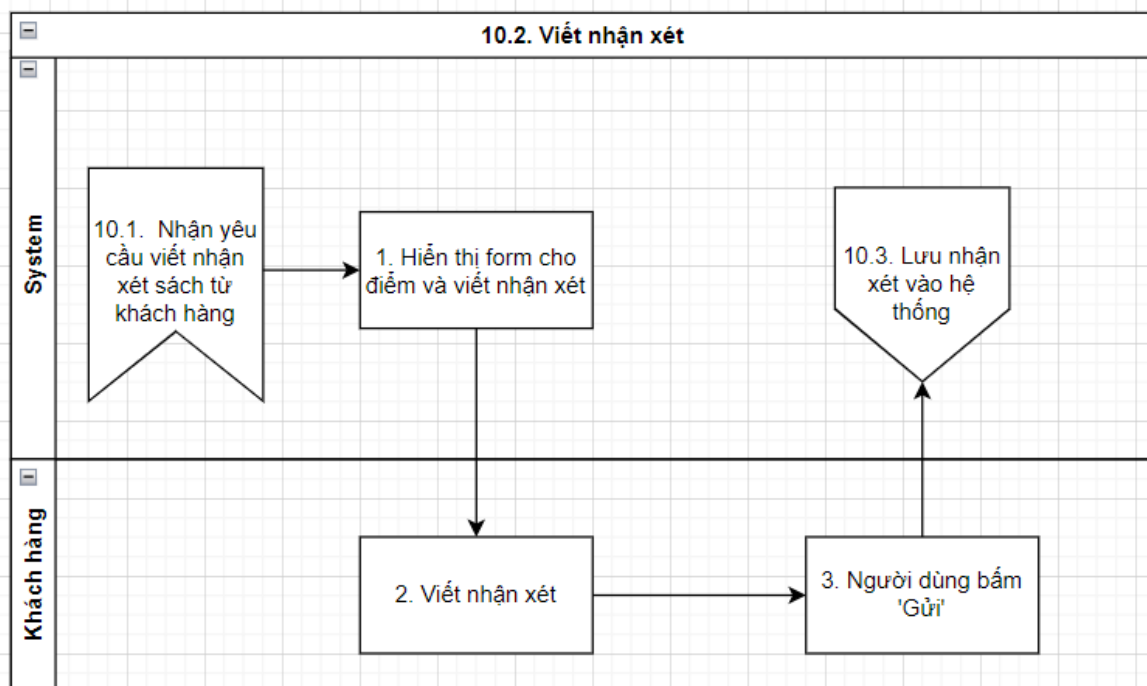 10.2. Viết nhận xét
System
10.1. Nhận yêu
cầu viết nhận
xét sách từ
khách hàng
1. Hiển thị form cho
điểm và viết nhận xét
10.3. Lưu nhận
xét vào hệ
thống
Khách hàng
2. Viết nhận xét
3. Người dùng bấm
'Gửi'